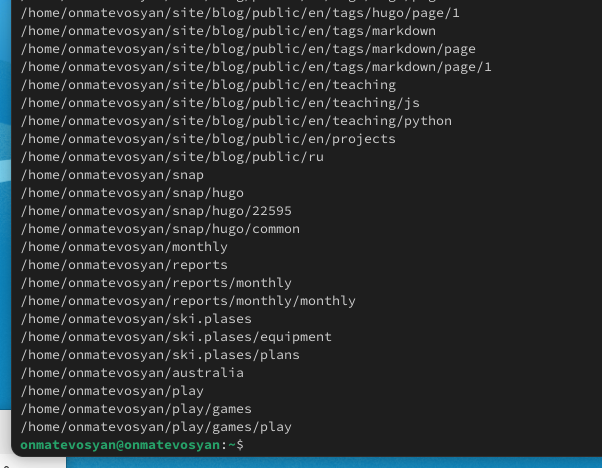 /home/onmatevosyan/site/blog/public/en/tags/hugo/page/1
/home/onmatevosyan/site/blog/public/en/tags/markdown
/home/onmatevosyan/site/blog/public/en/tags/markdown/page
/home/onmatevosyan/site/blog/public/en/tags/markdown/page/1
/home/onmatevosyan/site/blog/public/en/teaching
/home/onmatevosyan/site/blog/public/en/teaching/js
/home/onmatevosyan/site/blog/public/en/teaching/python
/home/onmatevosyan/site/blog/public/en/projects
/home/onmatevosyan/site/blog/public/ru
/home/onmatevosyan/snap
/home/onmatevosyan/snap/hugo
/home/onmatevosyan/snap/hugo/22595
/home/onmatevosyan/snap/hugo/common
/home/onmatevosyan/monthly
/home/onmatevosyan/reports
/home/onmatevosyan/reports/monthly
/home/onmatevosyan/reports/monthly/monthly
/home/onmatevosyan/ski.plases
/home/onmatevosyan/ski.plases/equipment
/home/onmatevosyan/ski.plases/plans
/home/onmatevosyan/australia
/home/onmatevosyan/play
/home/onmatevosyan/play/games
/home/onmatevosyan/play/games/play
onmatevosyan@onmatevosyan:~$